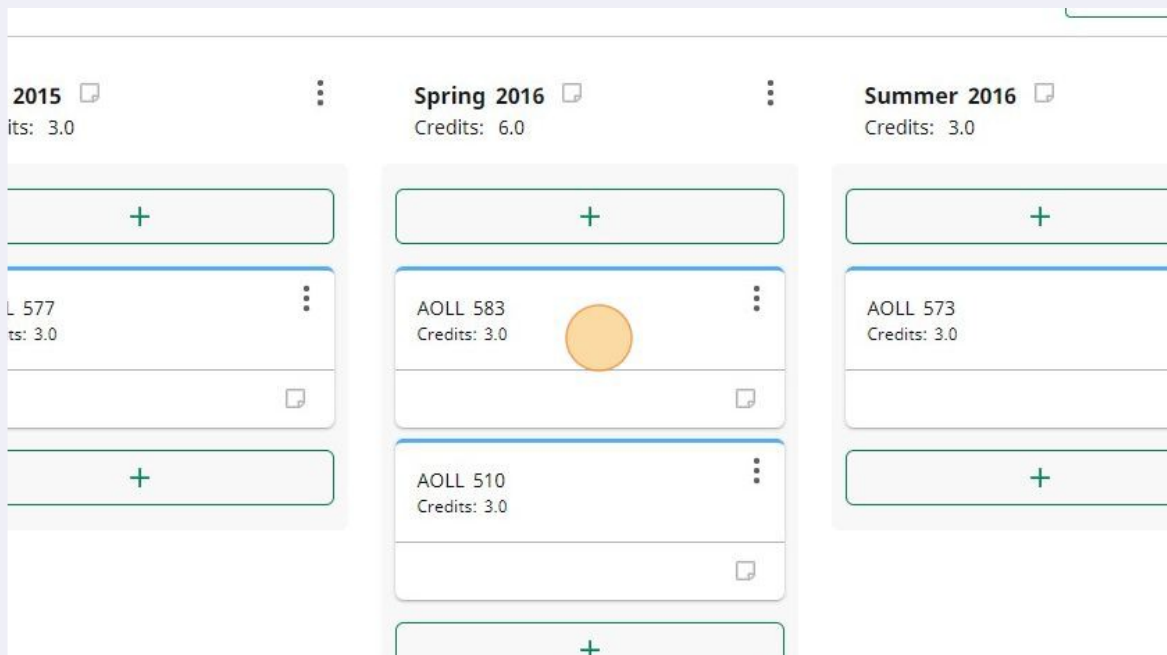 2015
its: 3.0
+
L 577
ts: 3.0
+
Spring 2016
Credits: 6.0
+
AOLL 583
Credits: 3.0
AOLL 510
Credits: 3.0
+
Summer 2016
Credits: 3.0
+
AOLL 573
Credits: 3.0
+